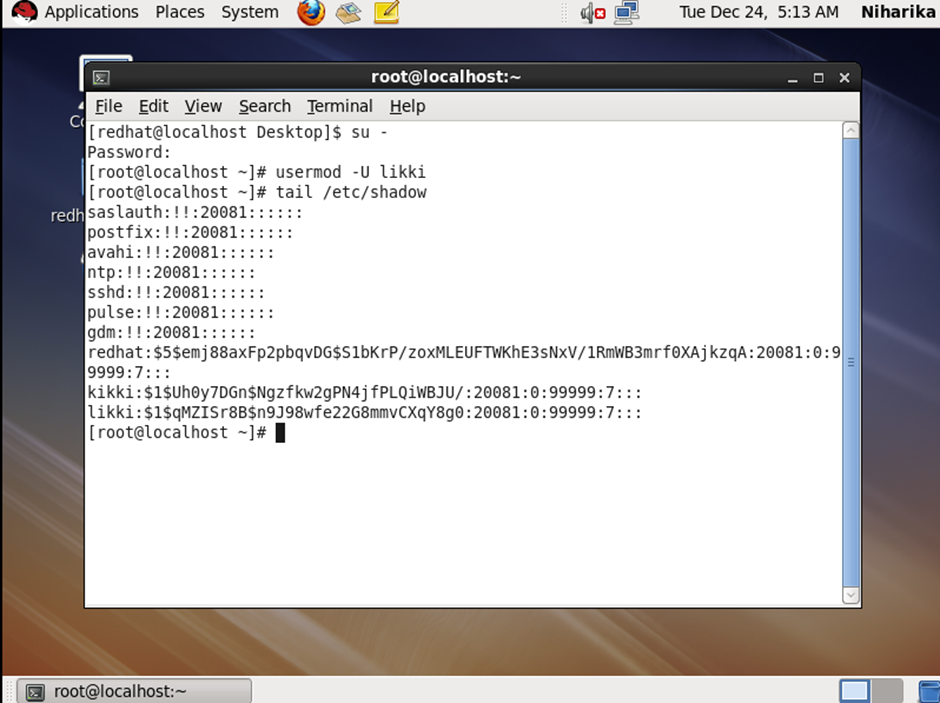 Applications Places System Tue Dec 24, 5:13 AM Niharika
root@localhost:~
File Edit View Search Terminal Help
[redhat@localhost Desktop]$ su -
Password:
[root@localhost ~]# usermod -U likki
[root@localhost ~]# tail /etc/shadow
saslauth:!!:20081::::::
postfix:!!:20081::::::
avahi:!!:20081::::::
ntp:!!:20081::::::
sshd:!!:20081::::::
pulse:!!:20081::::::
gdm:!!:20081::::::
redhat:$5$emj88axFp2pbqvDG$S1bKrP/zoxMLEUFTWKhE3sNxV/1RmWB3mrf0XAjkzqA:20081:0:9
9999:7:::
kikki:$1$Uh0y7DGn$Ngzfkw2gPN4jfPLQiWBJU/:20081:0:99999:7:::
likki:$1$qMZISr8B$n9J98wfe22G8mmvCXqY8g0:20081:0:99999:7:::
[root@localhost ~]#
root@localhost:~